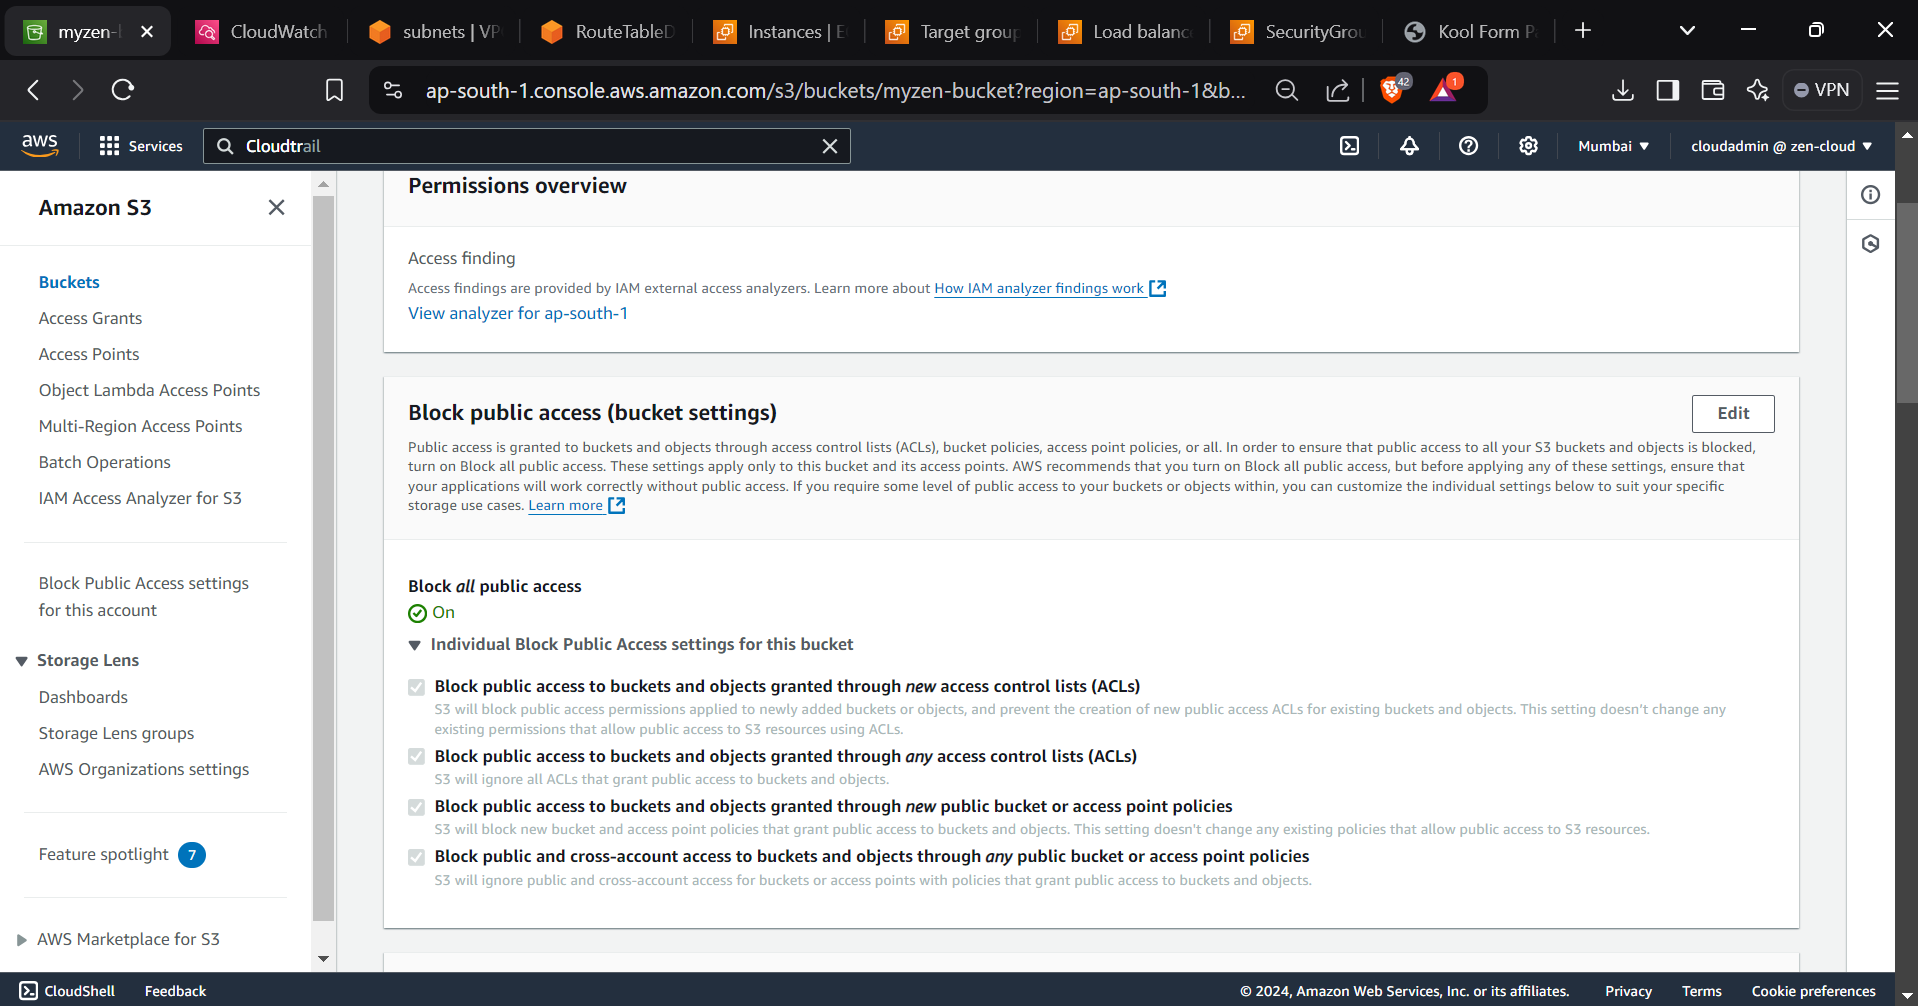 myzen-
CloudWatch
subnets | VP
RouteTableD
Instances | E
Target group
Load balanc
SecurityGrou
Kool Form Pa
ap-south-1.console.aws.amazon.com/s3/buckets/myzen-bucket?region=ap-south-1&b...
42
1
VPN
aws
Services
Cloudtrail
Mumbai
cloudadmin @ zen-cloud
Amazon S3
Buckets
Access Grants
Access Points
Object Lambda Access Points
Multi-Region Access Points
Batch Operations
IAM Access Analyzer for S3
Block Public Access settings
for this account
Storage Lens
Dashboards
Storage Lens groups
AWS Organizations settings
Feature spotlight 7
AWS Marketplace for S3
Permissions overview
Access finding
Access findings are provided by IAM external access analyzers. Learn more about How IAM analyzer findings work
View analyzer for ap-south-1
Block public access (bucket settings)
Edit
Public access is granted to buckets and objects through access control lists (ACLs), bucket policies, access point policies, or all. In order to ensure that public access to all your S3 buckets and objects is blocked,
turn on Block all public access. These settings apply only to this bucket and its access points. AWS recommends that you turn on Block all public access, but before applying any of these settings, ensure that
your applications will work correctly without public access. If you require some level of public access to your buckets or objects within, you can customize the individual settings below to suit your specific
storage use cases. Learn more
Block all public access
On
Individual Block Public Access settings for this bucket
Block public access to buckets and objects granted through new access control lists (ACLs)
S3 will block public access permissions applied to newly added buckets or objects, and prevent the creation of new public access ACLs for existing buckets and objects. This setting doesn't change any
existing permissions that allow public access to S3 resources using ACLs.
Block public access to buckets and objects granted through any access control lists (ACLs)
S3 will ignore all ACLs that grant public access to buckets and objects.
Block public access to buckets and objects granted through new public bucket or access point policies
S3 will block new bucket and access point policies that grant public access to buckets and objects. This setting doesn't change any existing policies that allow public access to S3 resources.
Block public and cross-account access to buckets and objects through any public bucket or access point policies
S3 will ignore public and cross-account access for buckets or access points with policies that grant public access to buckets and objects.
CloudShell
Feedback
© 2024, Amazon Web Services, Inc. or its affiliates.
Privacy
Terms
Cookie preferences